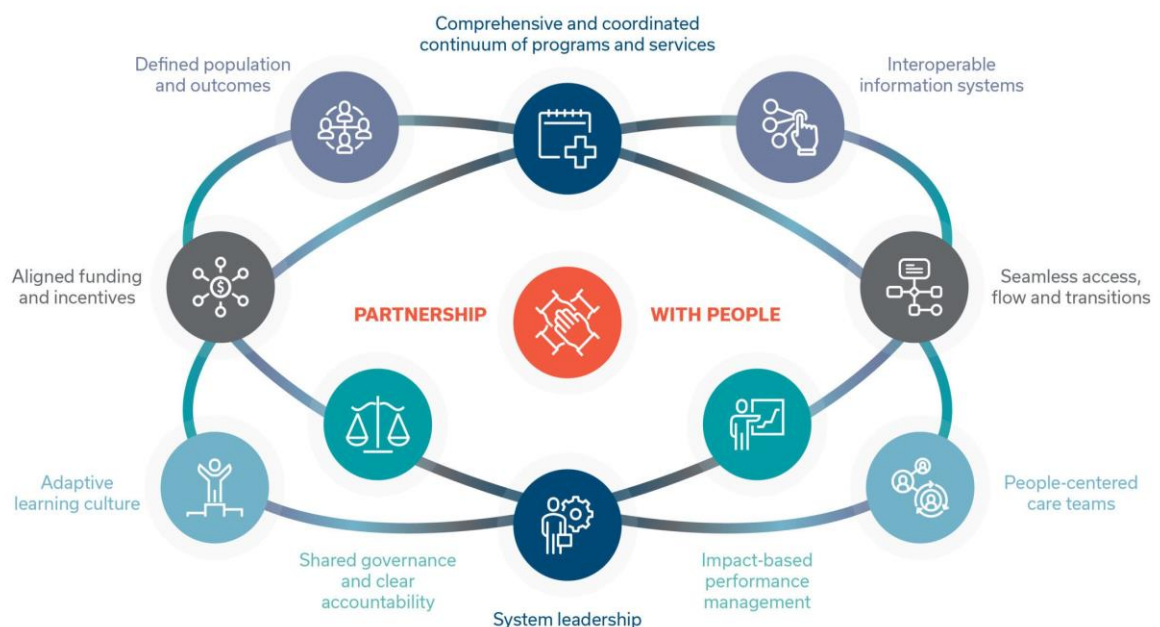 Comprehensive and coordinated
continuum of programs and services
Defined population
and outcomes
Interoperable
information systems
Aligned funding
and incentives
$
Seamless access,
flow and transitions
PARTNERSHIP
WITH PEOPLE
Adaptive
learning culture
People-centered
care teams
Shared governance
and clear
accountability
Impact-based
performance
management
System leadership